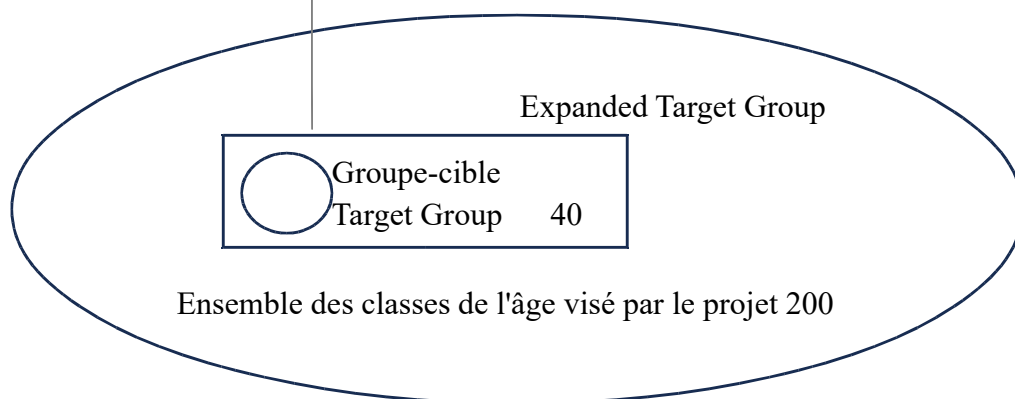 Expanded Target Group
Groupe-cible
Target Group 40
Ensemble des classes de l'âge visé par le projet 200